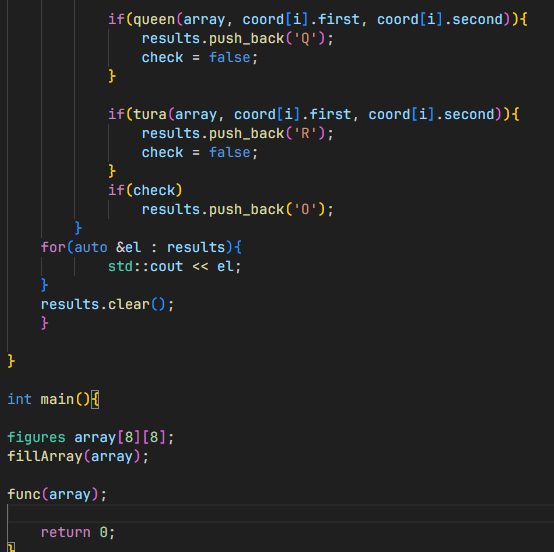 if(queen(array, coord[i].first, coord[i].second)){
results.push_back('Q');
check = false;
}
if(tura(array, coord[i].first, coord[i].second)){
results.push_back('R');
check = false;
}
if(check)
results.push_back('O');
}
for(auto &el : results){
std::cout << el;
}
results.clear();
}
}
int main(){
figures array[8][8];
fillArray(array);
func(array);
return 0;
}